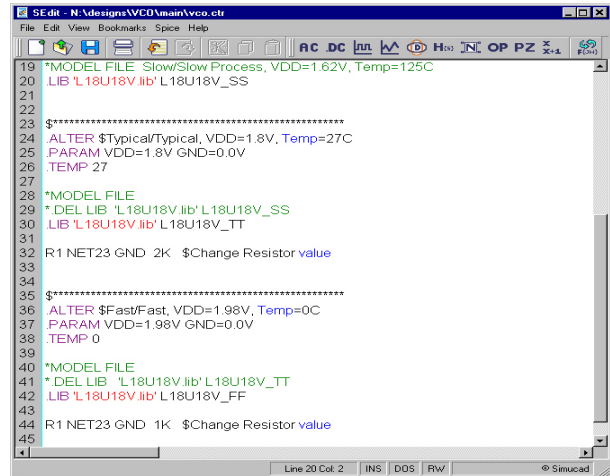 SEdit - N:\designs\VCO\main\vco.ctr
File Edit View Bookmarks Spice Help
AC DC H(s) N OP PZ X X+1 F(3,H)
19 *MODEL FILE Slow/Slow Process, VDD=1.62V, Temp=125C
20 .LIB 'L18U18V.lib' L18U18V_SS
21
22
23 $**************************************************
24 .ALTER $Typical/Typical, VDD=1.8V, Temp=27C
25 .PARAM VDD=1.8V GND=0.0V
26 .TEMP 27
27
28 *MODEL FILE
29 *.DEL LIB 'L18U18V.lib' L18U18V_SS
30 .LIB 'L18U18V.lib' L18U18V_TT
31
32 R1 NET23 GND 2K $Change Resistor value
33
34
35 $**************************************************
36 .ALTER $Fast/Fast, VDD=1.98V, Temp=0C
37 .PARAM VDD=1.98V GND=0.0V
38 .TEMP 0
39
40 *MODEL FILE
41 *.DEL LIB 'L18U18V.lib' L18U18V_TT
42 .LIB 'L18U18V.lib' L18U18V_FF
43
44 R1 NET23 GND 1K $Change Resistor value
45
Line 20 Col: 2 INS DOS RW © Simucad